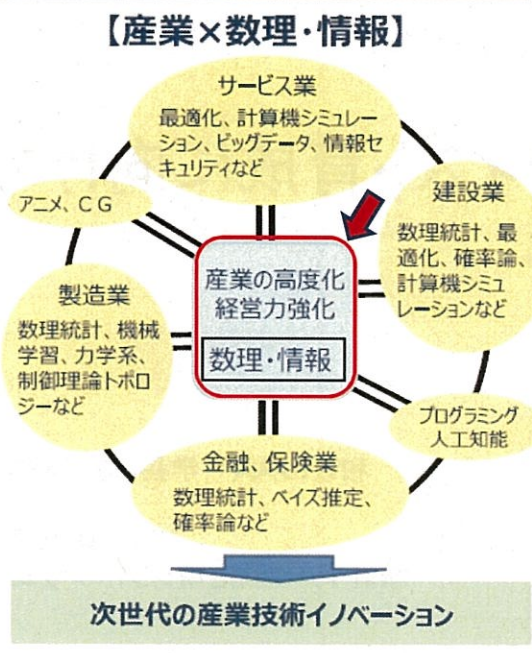 【産業×数理・情報】
サービス業
最適化、計算機シミュレー
ション、ビッグデータ、情報セ
キュリティなど
アニメ、CG
建設業
数理統計、最
適化、確率論、
計算機シミュ
レーションなど
産業の高度化
経営力強化
数理・情報
製造業
数理統計、機械
学習、力学系、
制御理論トポロ
ジーなど
プログラミング
人工知能
金融、保険業
数理統計、ベイズ推定、
確率論など
次世代の産業技術イノベーション